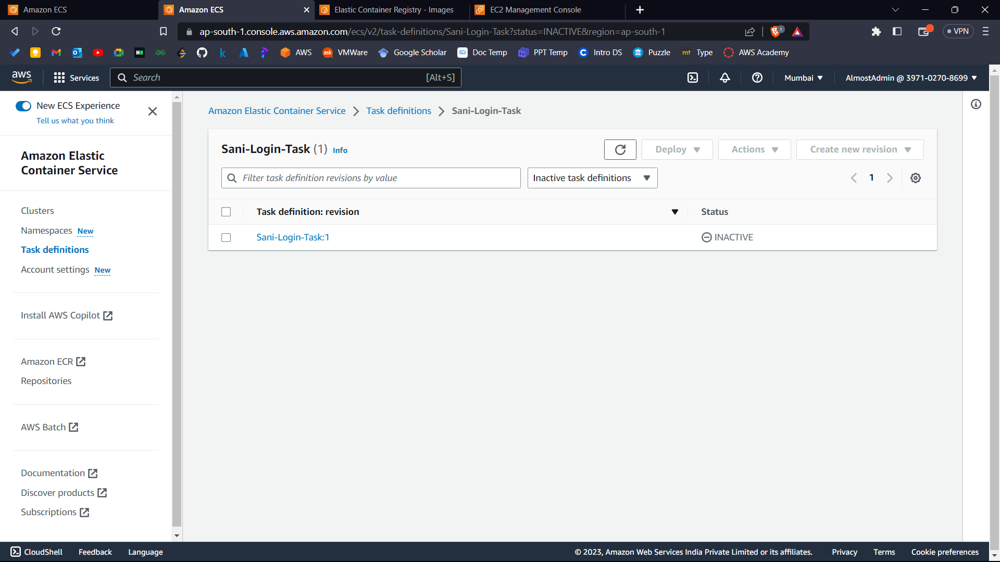 Amazon ECS
Amazon ECS
Elastic Container Registry - Images
EC2 Management Console
ap-south-1.console.aws.amazon.com/ecs/v2/task-definitions/Sani-Login-Task?status=INACTIVE&region=ap-south-1
1
VPN
AWS
ask
VMWare
Google Scholar
Doc Temp
PPT Temp
Intro DS
Puzzle
mt
Type
AWS Academy
aws
Services
Search
[Alt+S]
Mumbai
AlmostAdmin @ 3971-0270-8699
New ECS Experience
Tell us what you think
Amazon Elastic
Container Service
Clusters
Namespaces New
Task definitions
Account settings New
Install AWS Copilot
Amazon ECR
Repositories
AWS Batch
Documentation
Discover products
Subscriptions
Amazon Elastic Container Service
Task definitions
Sani-Login-Task
Sani-Login-Task (1) Info
Deploy
Actions
Create new revision
Filter task definition revisions by value
Inactive task definitions
1
Task definition: revision
Status
Sani-Login-Task:1
INACTIVE
CloudShell
Feedback
Language
© 2023, Amazon Web Services India Private Limited or its affiliates.
Privacy
Terms
Cookie preferences